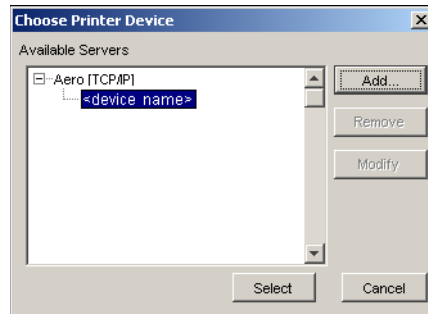 Choose Printer Device
Available Servers
Aero [TCP/IP]
<device name>
Add...
Remove
Modify
Select
Cancel